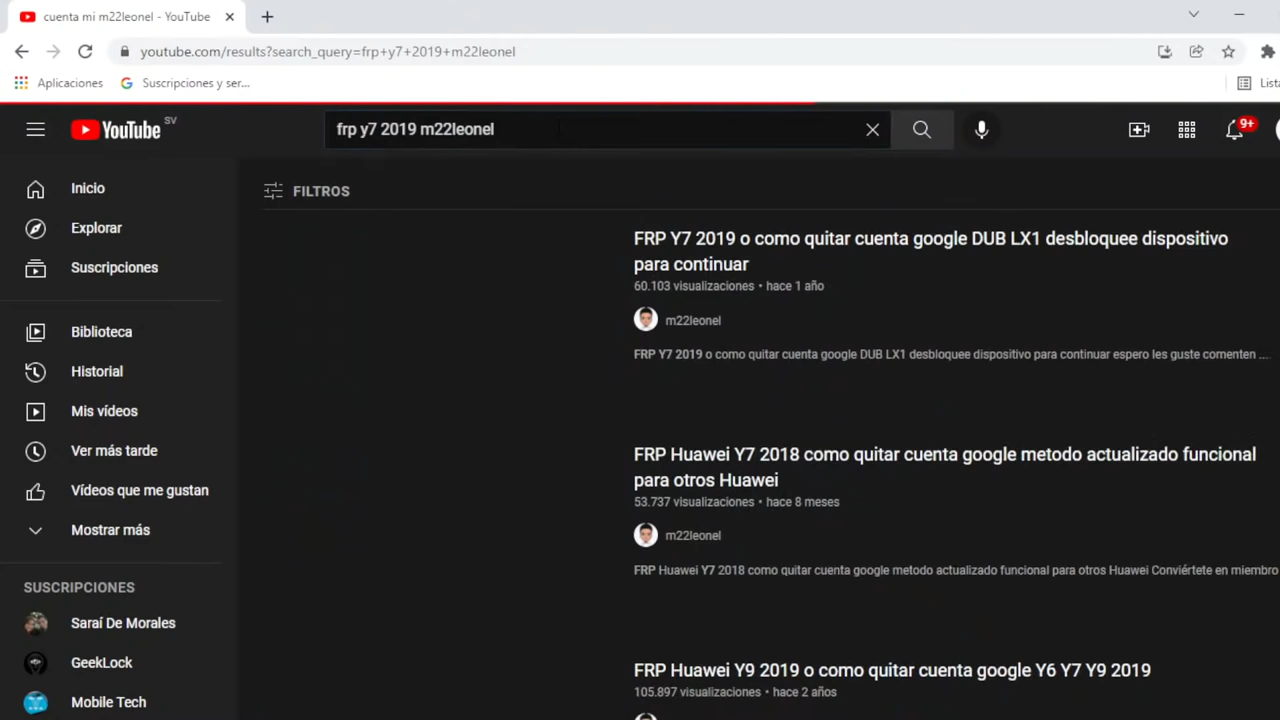 cuenta mi m22leonel - YouTube
youtube.com/results?search_query=frp+y7+2019+m22leonel
Aplicaciones
Suscripciones y ser...
Lista
YouTube SV
frp y7 2019 m22leonel
9+
Inicio
Explorar
Suscripciones
Biblioteca
Historial
Mis vídeos
Ver más tarde
Vídeos que me gustan
Mostrar más
SUSCRIPCIONES
Saraí De Morales
GeekLock
Mobile Tech
FILTROS
FRP Y7 2019 o como quitar cuenta google DUB LX1 desbloquee dispositivo
para continuar
60.103 visualizaciones • hace 1 año
m22leonel
FRP Y7 2019 o como quitar cuenta google DUB LX1 desbloquee dispositivo para continuar espero les guste comenten ....
FRP Huawei Y7 2018 como quitar cuenta google metodo actualizado funcional
para otros Huawei
53.737 visualizaciones • hace 8 meses
m22leonel
FRP Huawei Y7 2018 como quitar cuenta google metodo actualizado funcional para otros Huawei Conviértete en miembro
FRP Huawei Y9 2019 o como quitar cuenta google Y6 Y7 Y9 2019
105.897 visualizaciones • hace 2 años